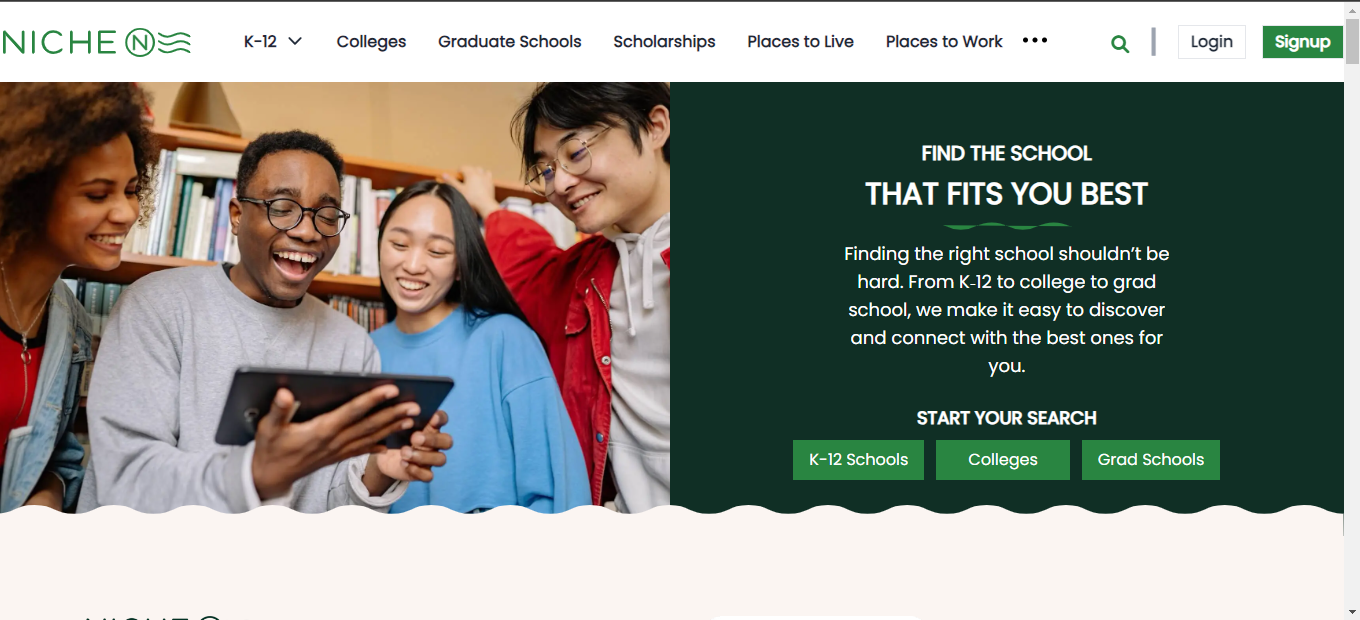 NICHE N
K-12
Colleges
Graduate Schools
Scholarships
Places to Live
Places to Work
Login
Signup
FIND THE SCHOOL
THAT FITS YOU BEST
Finding the right school shouldn’t be
hard. From K-12 to college to grad
school, we make it easy to discover
and connect with the best ones for
you.
START YOUR SEARCH
K-12 Schools
Colleges
Grad Schools